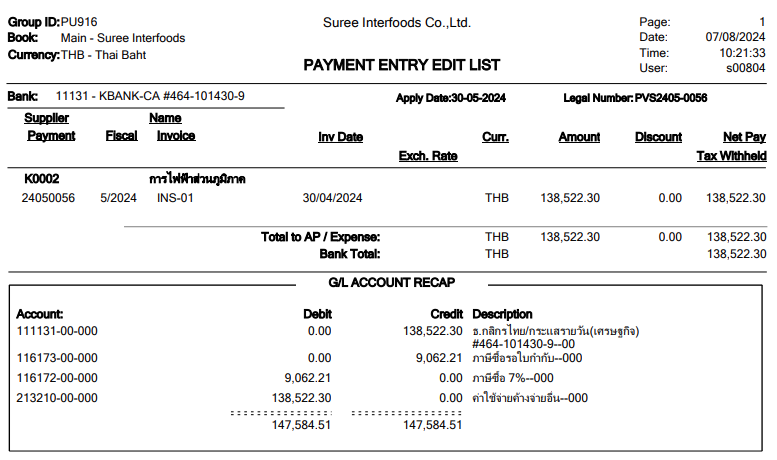 Group ID:PU916 Suree Interfoods Co.,Ltd. Page: 1
Book: Main - Suree Interfoods Date: 07/08/2024
Currency:THB - Thai Baht Time: 10:21:33
PAYMENT ENTRY EDIT LIST User: s00804
Bank: 11131 - KBANK-CA #464-101430-9 Apply Date:30-05-2024 Legal Number:PVS2405-0056
Supplier Name
Payment Fiscal Invoice Inv Date Curr. Amount Discount Net Pay
Exch. Rate Tax Withheld
K0002 การไฟฟ้าส่วนภูมิภาค
24050056 5/2024 INS-01 30/04/2024 THB 138,522.30 0.00 138,522.30
Total to AP / Expense: THB 138,522.30 0.00 138,522.30
Bank Total: THB 138,522.30
G/L ACCOUNT RECAP
Account: Debit Credit Description
111131-00-000 0.00 138,522.30 ธ.กสิกรไทย/กระแสรายวัน(เศรษฐกิจ)
#464-101430-9--00
116173-00-000 0.00 9,062.21 ภาษีซื้อรอใบกำกับ--000
116172-00-000 9,062.21 0.00 ภาษีซื้อ 7%--000
213210-00-000 138,522.30 0.00 ค่าใช้จ่ายค้างจ่ายอื่น--000
147,584.51 147,584.51